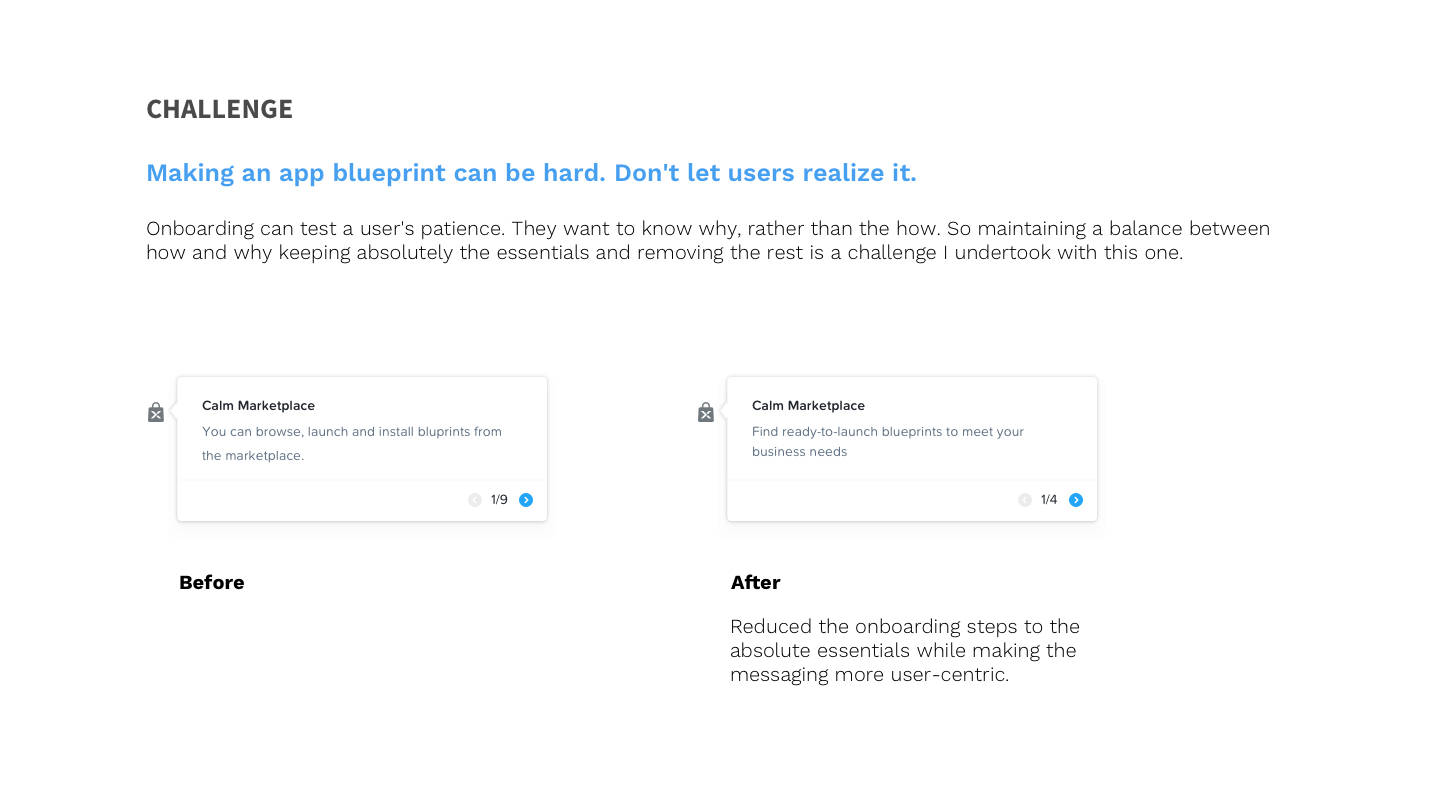 CHALLENGE
Making an app blueprint can be hard. Don't let users realize it.
Onboarding can test a user's patience. They want to know why, rather than the how. So maintaining a balance between
how and why keeping absolutely the essentials and removing the rest is a challenge I undertook with this one.
Calm Marketplace
You can browse, launch and install bluprints from
the marketplace.
1/9
Calm Marketplace
Find ready-to-launch blueprints to meet your
business needs
1/4
Before
After
Reduced the onboarding steps to the
absolute essentials while making the
messaging more user-centric.